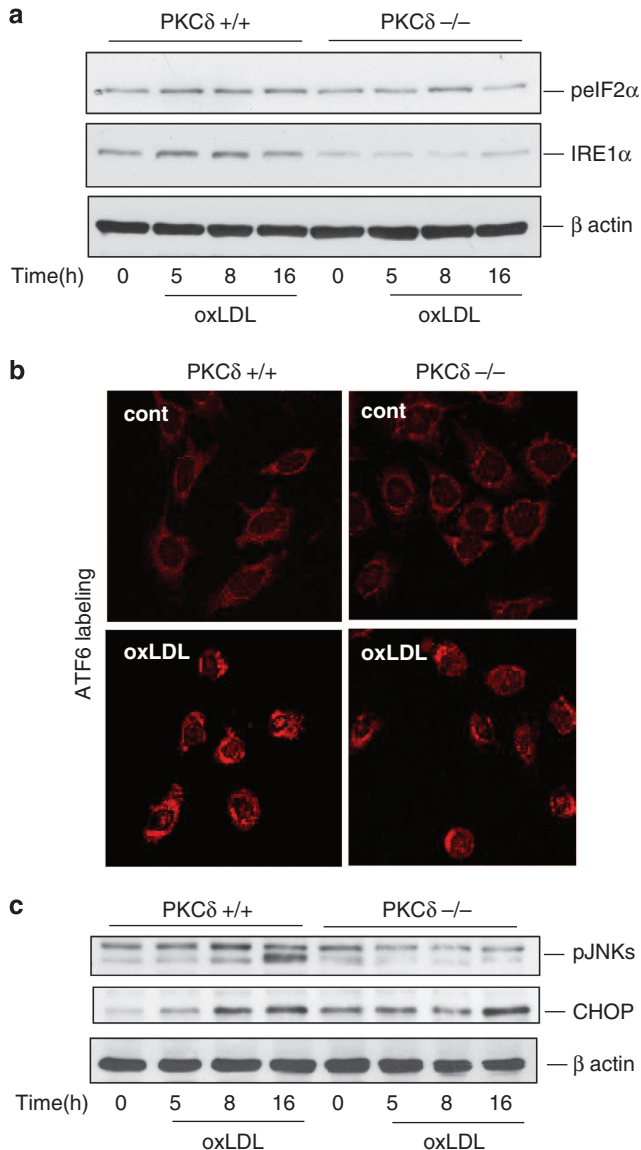 a
PKCδ +/+ PKCδ –/–
peIF2α
IRE1α
β actin
Time(h) 0 5 8 16 0 5 8 16
oxLDL oxLDL
b
PKCδ +/+ PKCδ –/–
cont cont
ATF6 labeling
oxLDL oxLDL
c
PKCδ +/+ PKCδ –/–
pJNKs
CHOP
β actin
Time(h) 0 5 8 16 0 5 8 16
oxLDL oxLDL